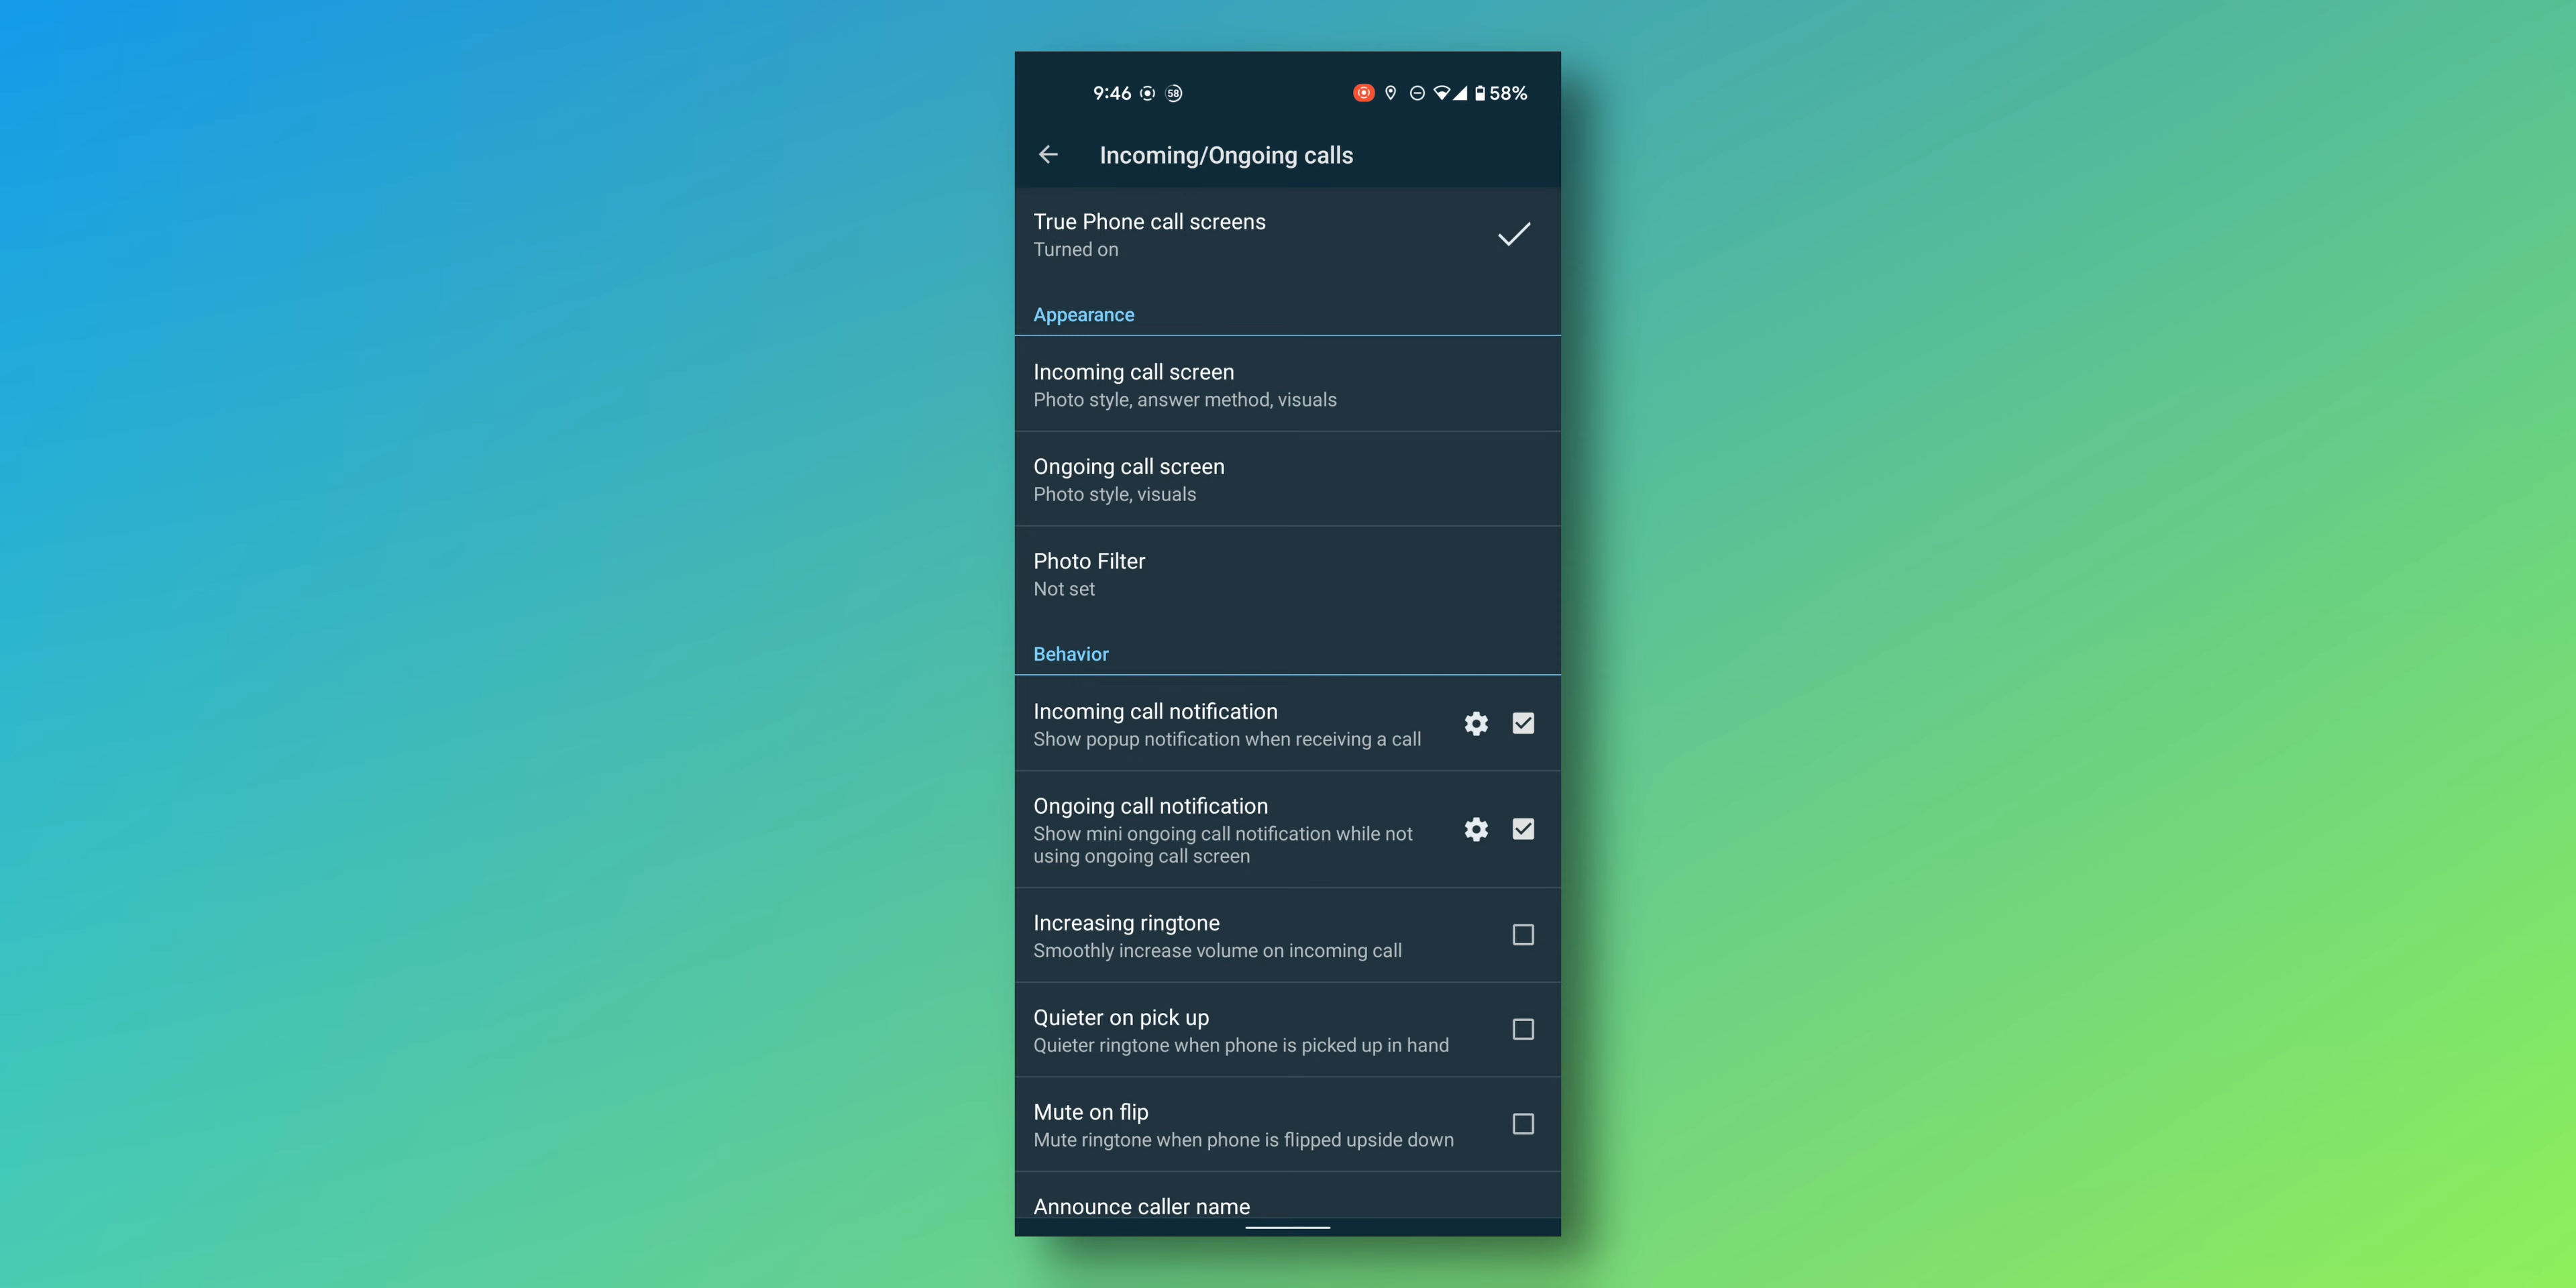 9:46 58 58%
Incoming/Ongoing calls
True Phone call screens
Turned on
Appearance
Incoming call screen
Photo style, answer method, visuals
Ongoing call screen
Photo style, visuals
Photo Filter
Not set
Behavior
Incoming call notification
Show popup notification when receiving a call
Ongoing call notification
Show mini ongoing call notification while not
using ongoing call screen
Increasing ringtone
Smoothly increase volume on incoming call
Quieter on pick up
Quieter ringtone when phone is picked up in hand
Mute on flip
Mute ringtone when phone is flipped upside down
Announce caller name